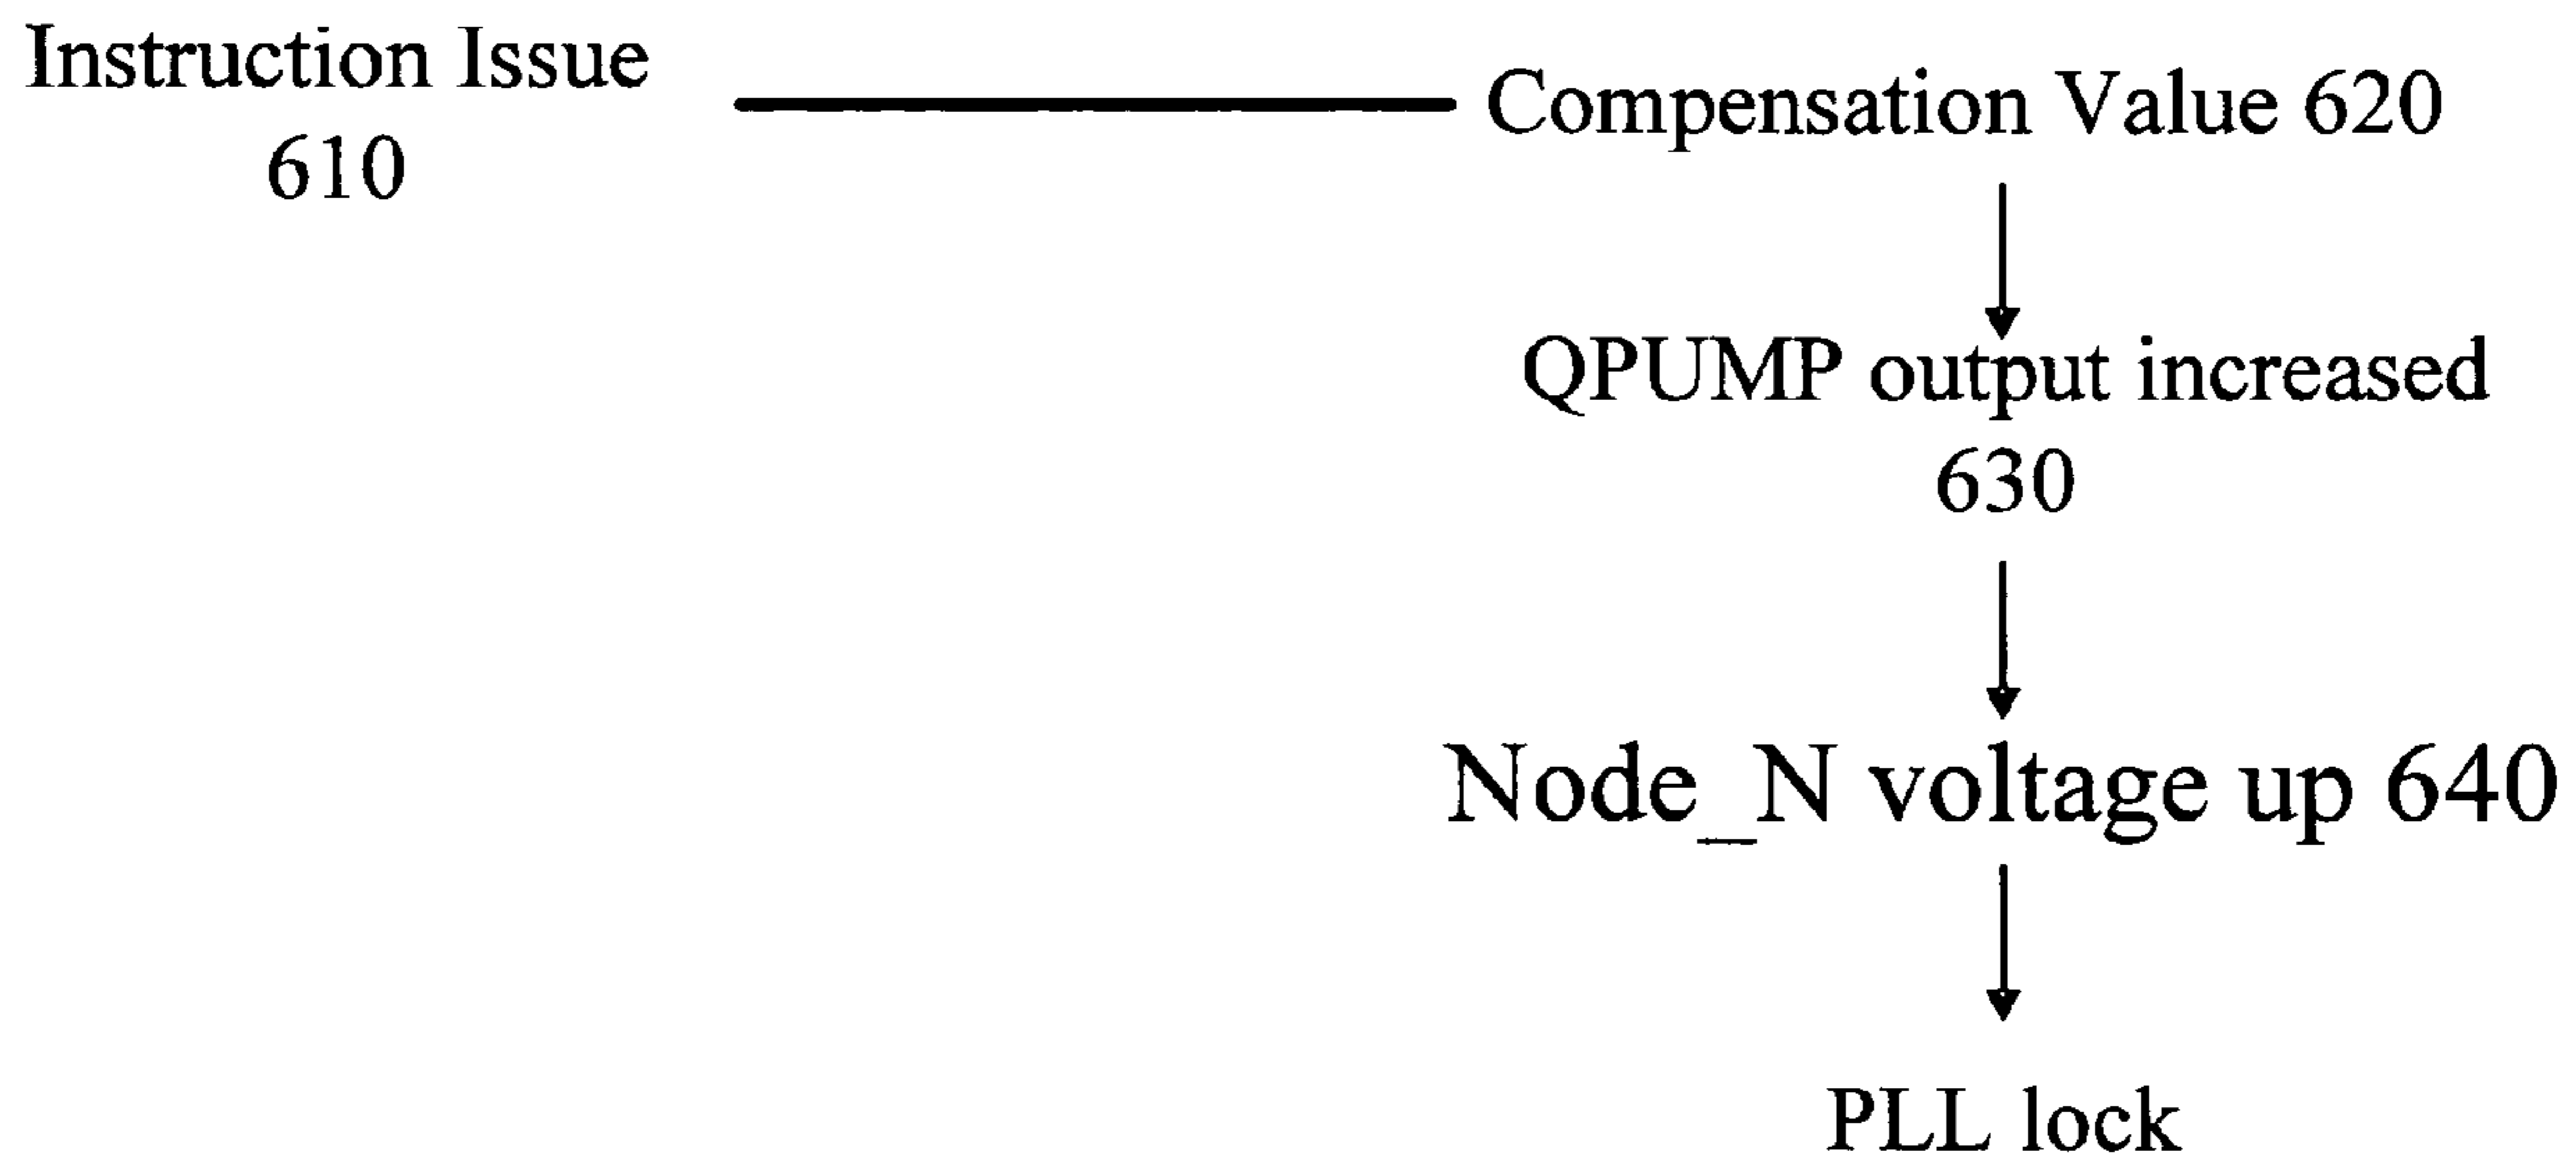 Instruction Issue
610
Compensation Value 620
QPUMP output increased
630
Node_N voltage up 640
PLL lock